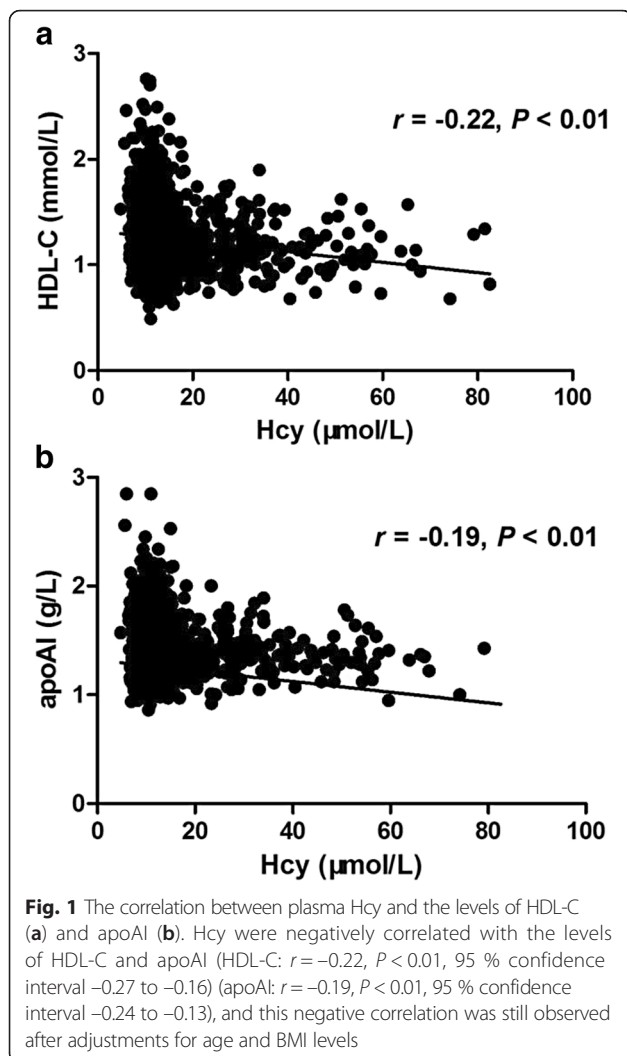 a
3
2
1
0
HDL-C (mmol/L)
r = -0.22, P < 0.01
0 20 40 60 80 100
Hcy (µmol/L)
b
3
2
1
0
apoAI (g/L)
r = -0.19, P < 0.01
0 20 40 60 80 100
Hcy (µmol/L)
Fig. 1 The correlation between plasma Hcy and the levels of HDL-C
(a) and apoAI (b). Hcy were negatively correlated with the levels
of HDL-C and apoAI (HDL-C: r = –0.22, P < 0.01, 95 % confidence
interval –0.27 to –0.16) (apoAI: r = –0.19, P < 0.01, 95 % confidence
interval –0.24 to –0.13), and this negative correlation was still observed
after adjustments for age and BMI levels